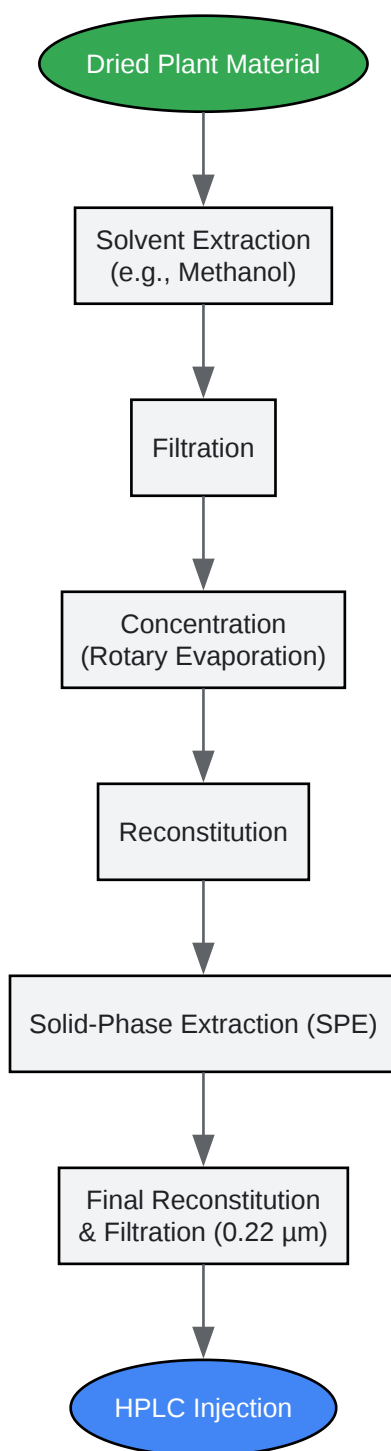 Dried Plant Material
Solvent Extraction
(e.g., Methanol)
Filtration
Concentration
(Rotary Evaporation)
Reconstitution
Solid-Phase Extraction (SPE)
Final Reconstitution
& Filtration (0.22 µm)
HPLC Injection